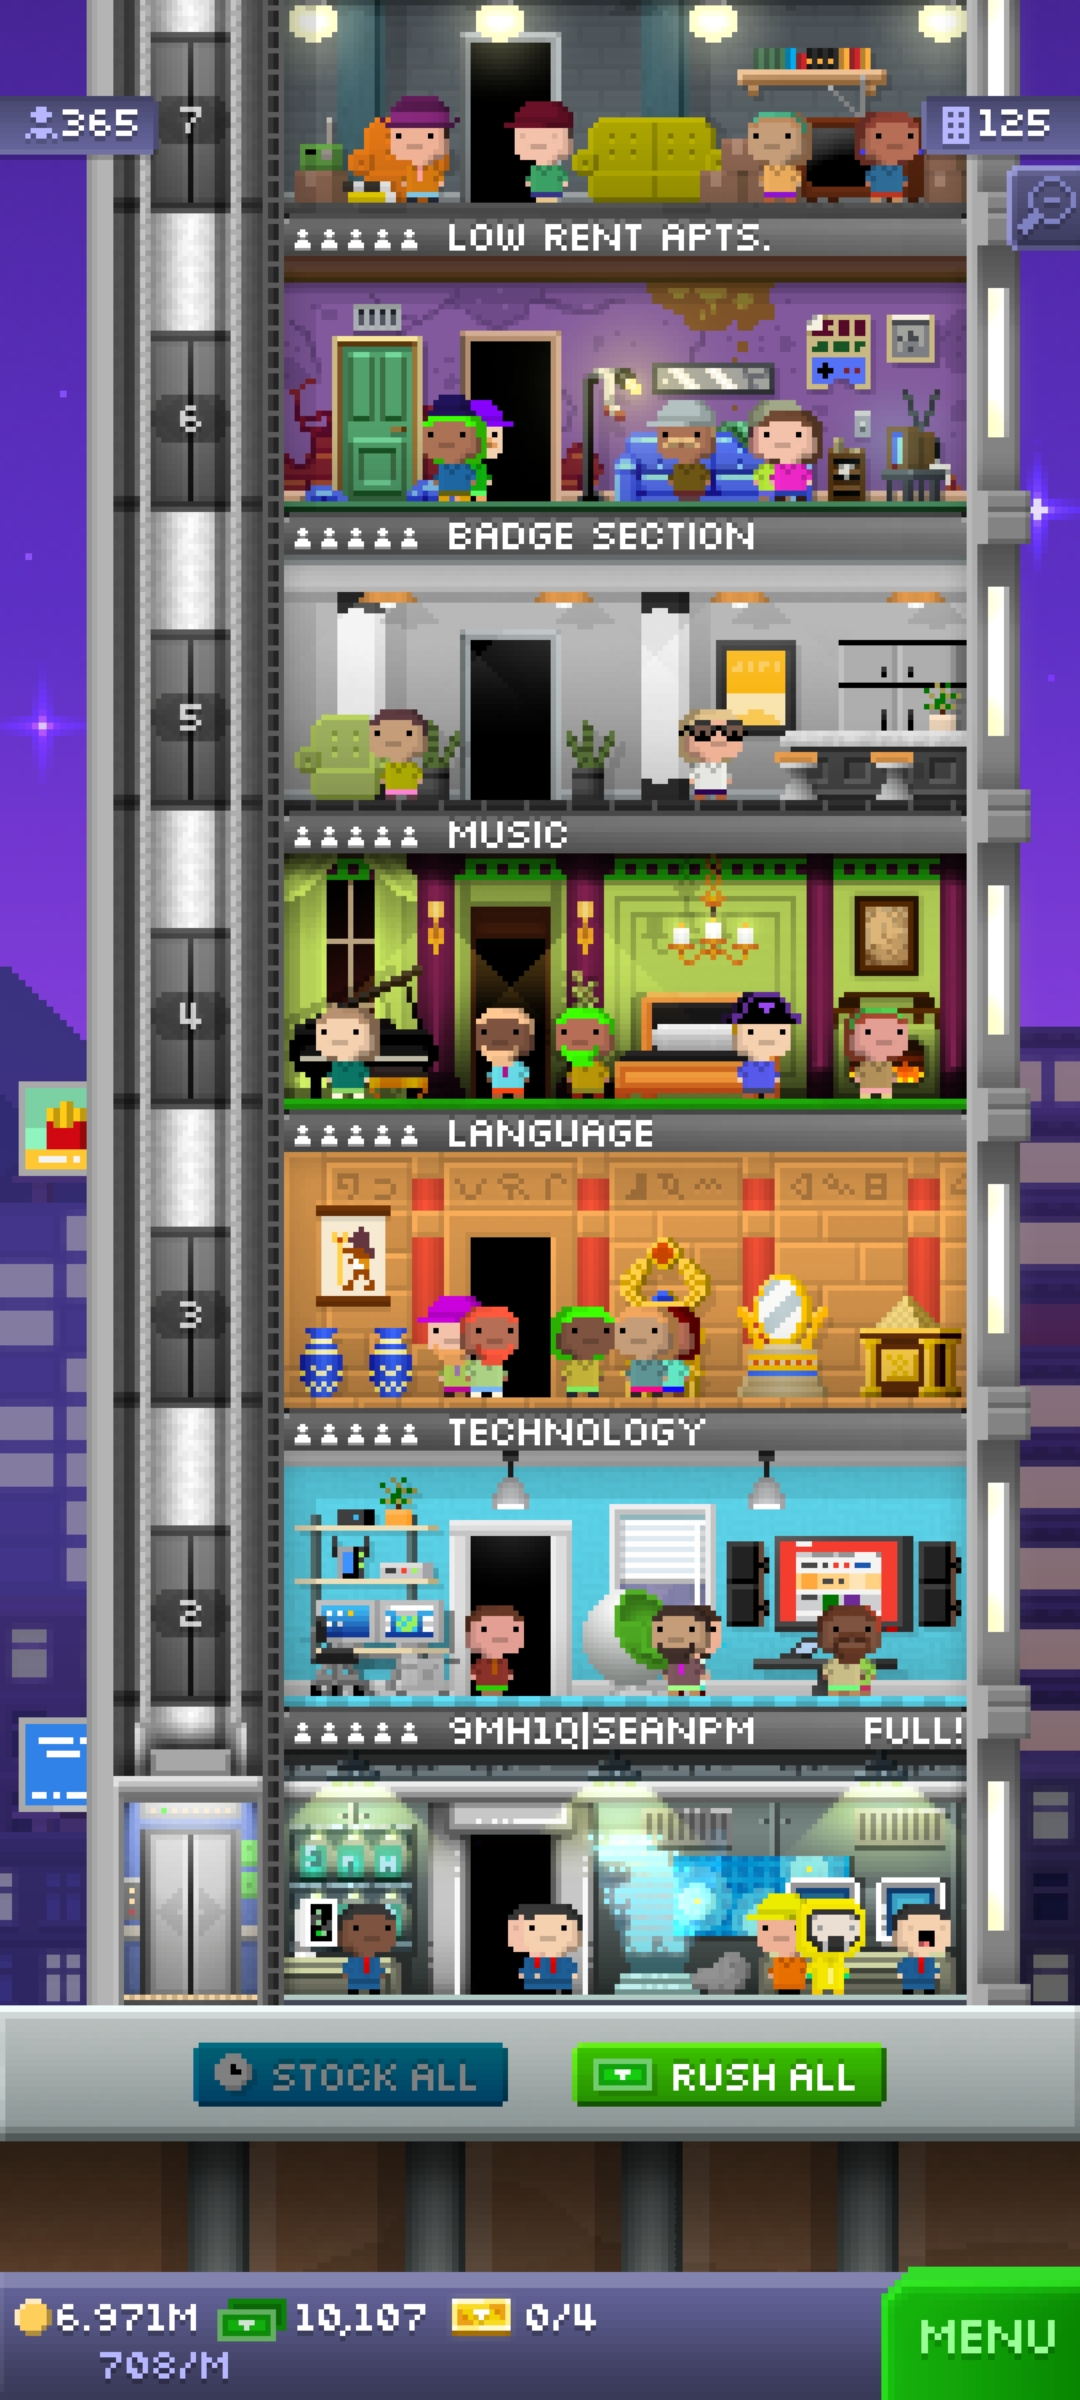 365
7
125
LOW RENT APTS.
6
BADGE SECTION
5
MUSIC
4
LANGUAGE
3
TECHNOLOGY
2
9MH1Q|SEANPM FULL!
STOCK ALL
RUSH ALL
6.971M 10,107 0/4
708/M
MENU